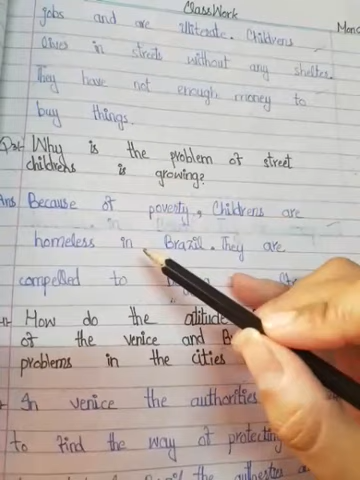 ClassWork
jobs and are illiterate. Childrens
lives in streets without any shelter.
They have not enough money to
buy things.
Why is the problem of street
childrens is growing?
Ans Because of poverty, Childrens are
homeless in Brazil. They are
compelled to
How do the
of the venice and
problems in the cities
In venice the authorities
to find the way of protecting
the